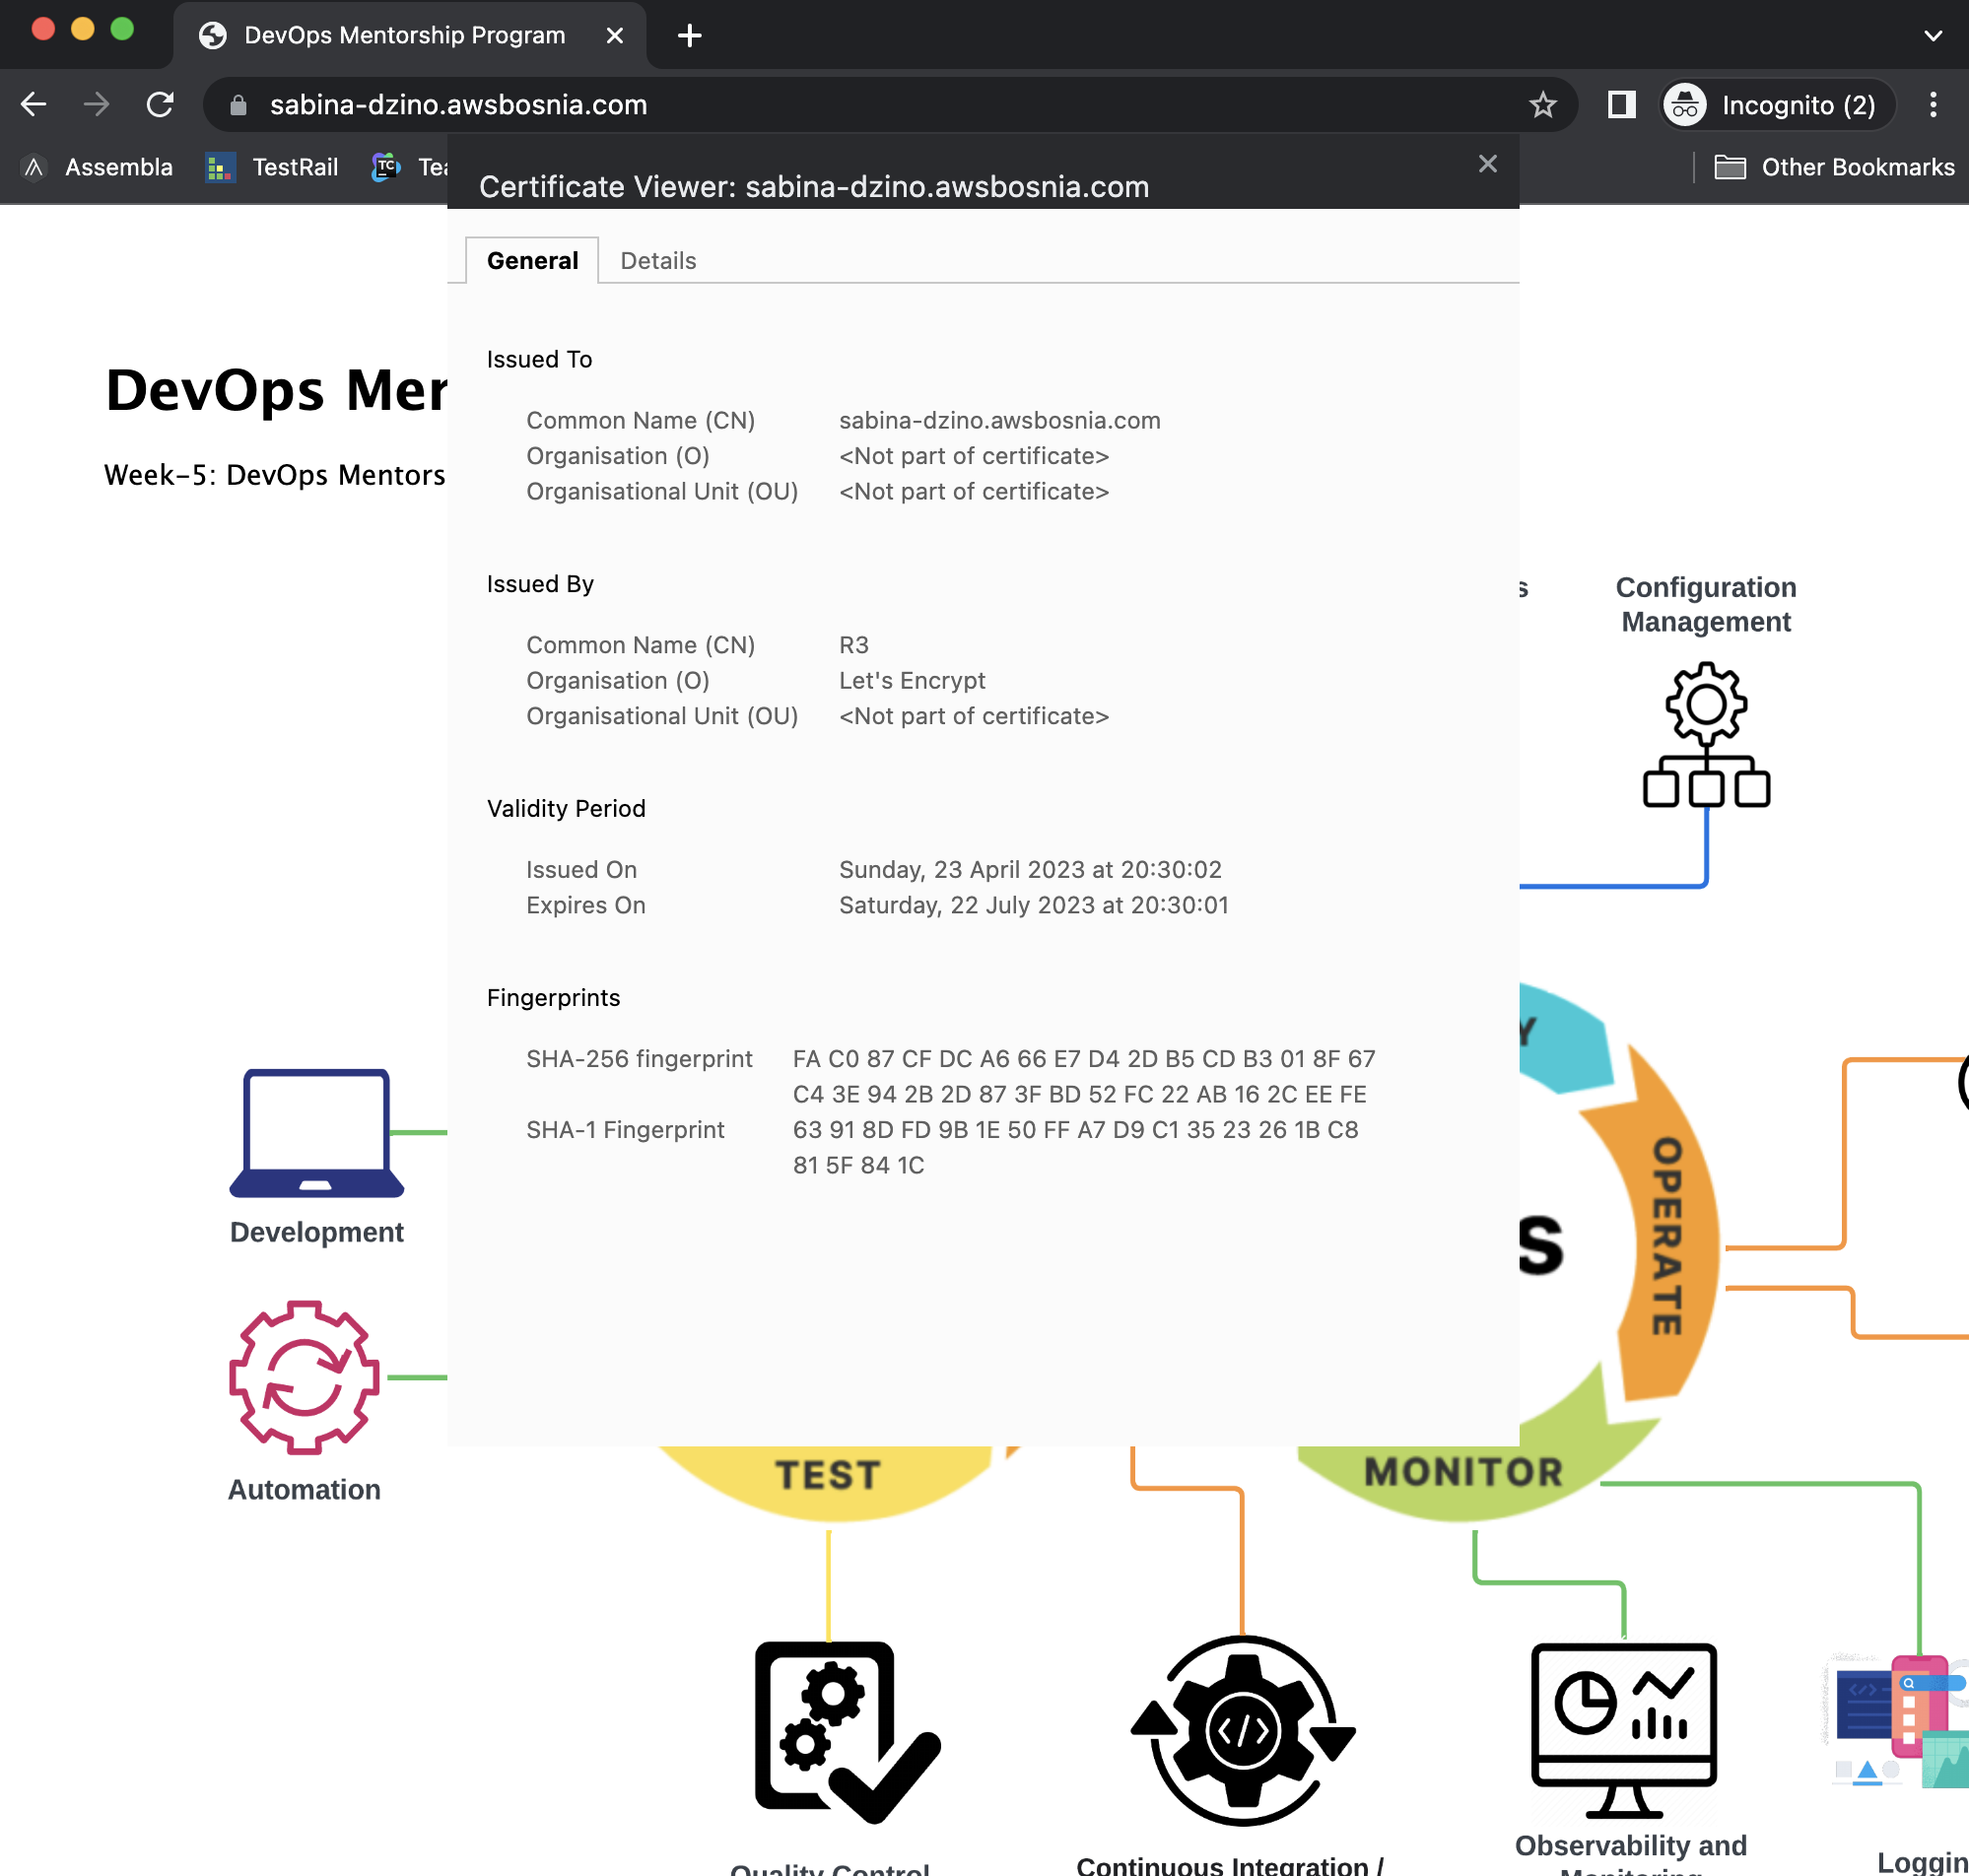 DevOps Mentorship Program
sabina-dzino.awsbosnia.com
Incognito (2)
Assembla
TestRail
Other Bookmarks
Certificate Viewer: sabina-dzino.awsbosnia.com
General
Details
DevOps
Week-5: DevOps
Issued To
Common Name (CN) sabina-dzino.awsbosnia.com
Organisation (O) <Not part of certificate>
Organisational Unit (OU) <Not part of certificate>
Issued By
Common Name (CN) R3
Organisation (O) Let's Encrypt
Organisational Unit (OU) <Not part of certificate>
Validity Period
Issued On Sunday, 23 April 2023 at 20:30:02
Expires On Saturday, 22 July 2023 at 20:30:01
Fingerprints
SHA-256 fingerprint FA C0 87 CF DC A6 66 E7 D4 2D B5 CD B3 01 8F 67
C4 3E 94 2B 2D 87 3F BD 52 FC 22 AB 16 2C EE FE
SHA-1 Fingerprint 63 91 8D FD 9B 1E 50 FF A7 D9 C1 35 23 26 1B C8
81 5F 84 1C
Configuration
Management
OPERATE
Development
Automation
TEST
MONITOR
Quality Control
Continuous Integration /
Observability and
Monitoring